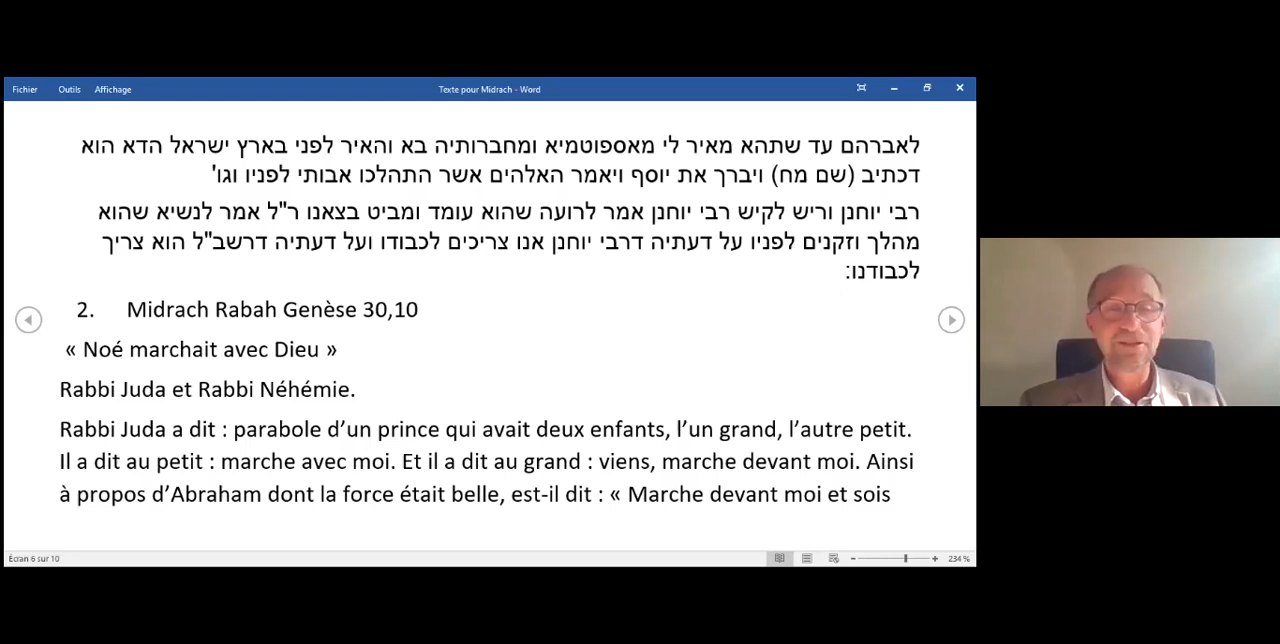 Fichier Outils Affichage
Texte pour Midrach - Word
לאברהם עד שתהא מאיר לי מאספוטמיא ומחברותיה בא והאיר לפני בארץ ישראל הדא הוא
דכתיב (שם מח) ויברך את יוסף ויאמר האלהים אשר התהלכו אבותי לפניו וגו'
רבי יוחנן וריש לקיש רבי יוחנן אמר לרועה שהוא עומד ומביט בצאנו ר"ל אמר לנשיא שהוא
מהלך וזקנים לפניו על דעתיה דרבי יוחנן אנו צריכים לכבודו ועל דעתיה דרשב"ל הוא צריך
לכבודנו:
2. Midrach Rabah Genèse 30,10
« Noé marchait avec Dieu »
Rabbi Juda et Rabbi Néhémie.
Rabbi Juda a dit : parabole d’un prince qui avait deux enfants, l’un grand, l’autre petit.
Il a dit au petit : marche avec moi. Et il a dit au grand : viens, marche devant moi. Ainsi
à propos d’Abraham dont la force était belle, est-il dit : « Marche devant moi et sois
Écran 6 sur 10
234 %